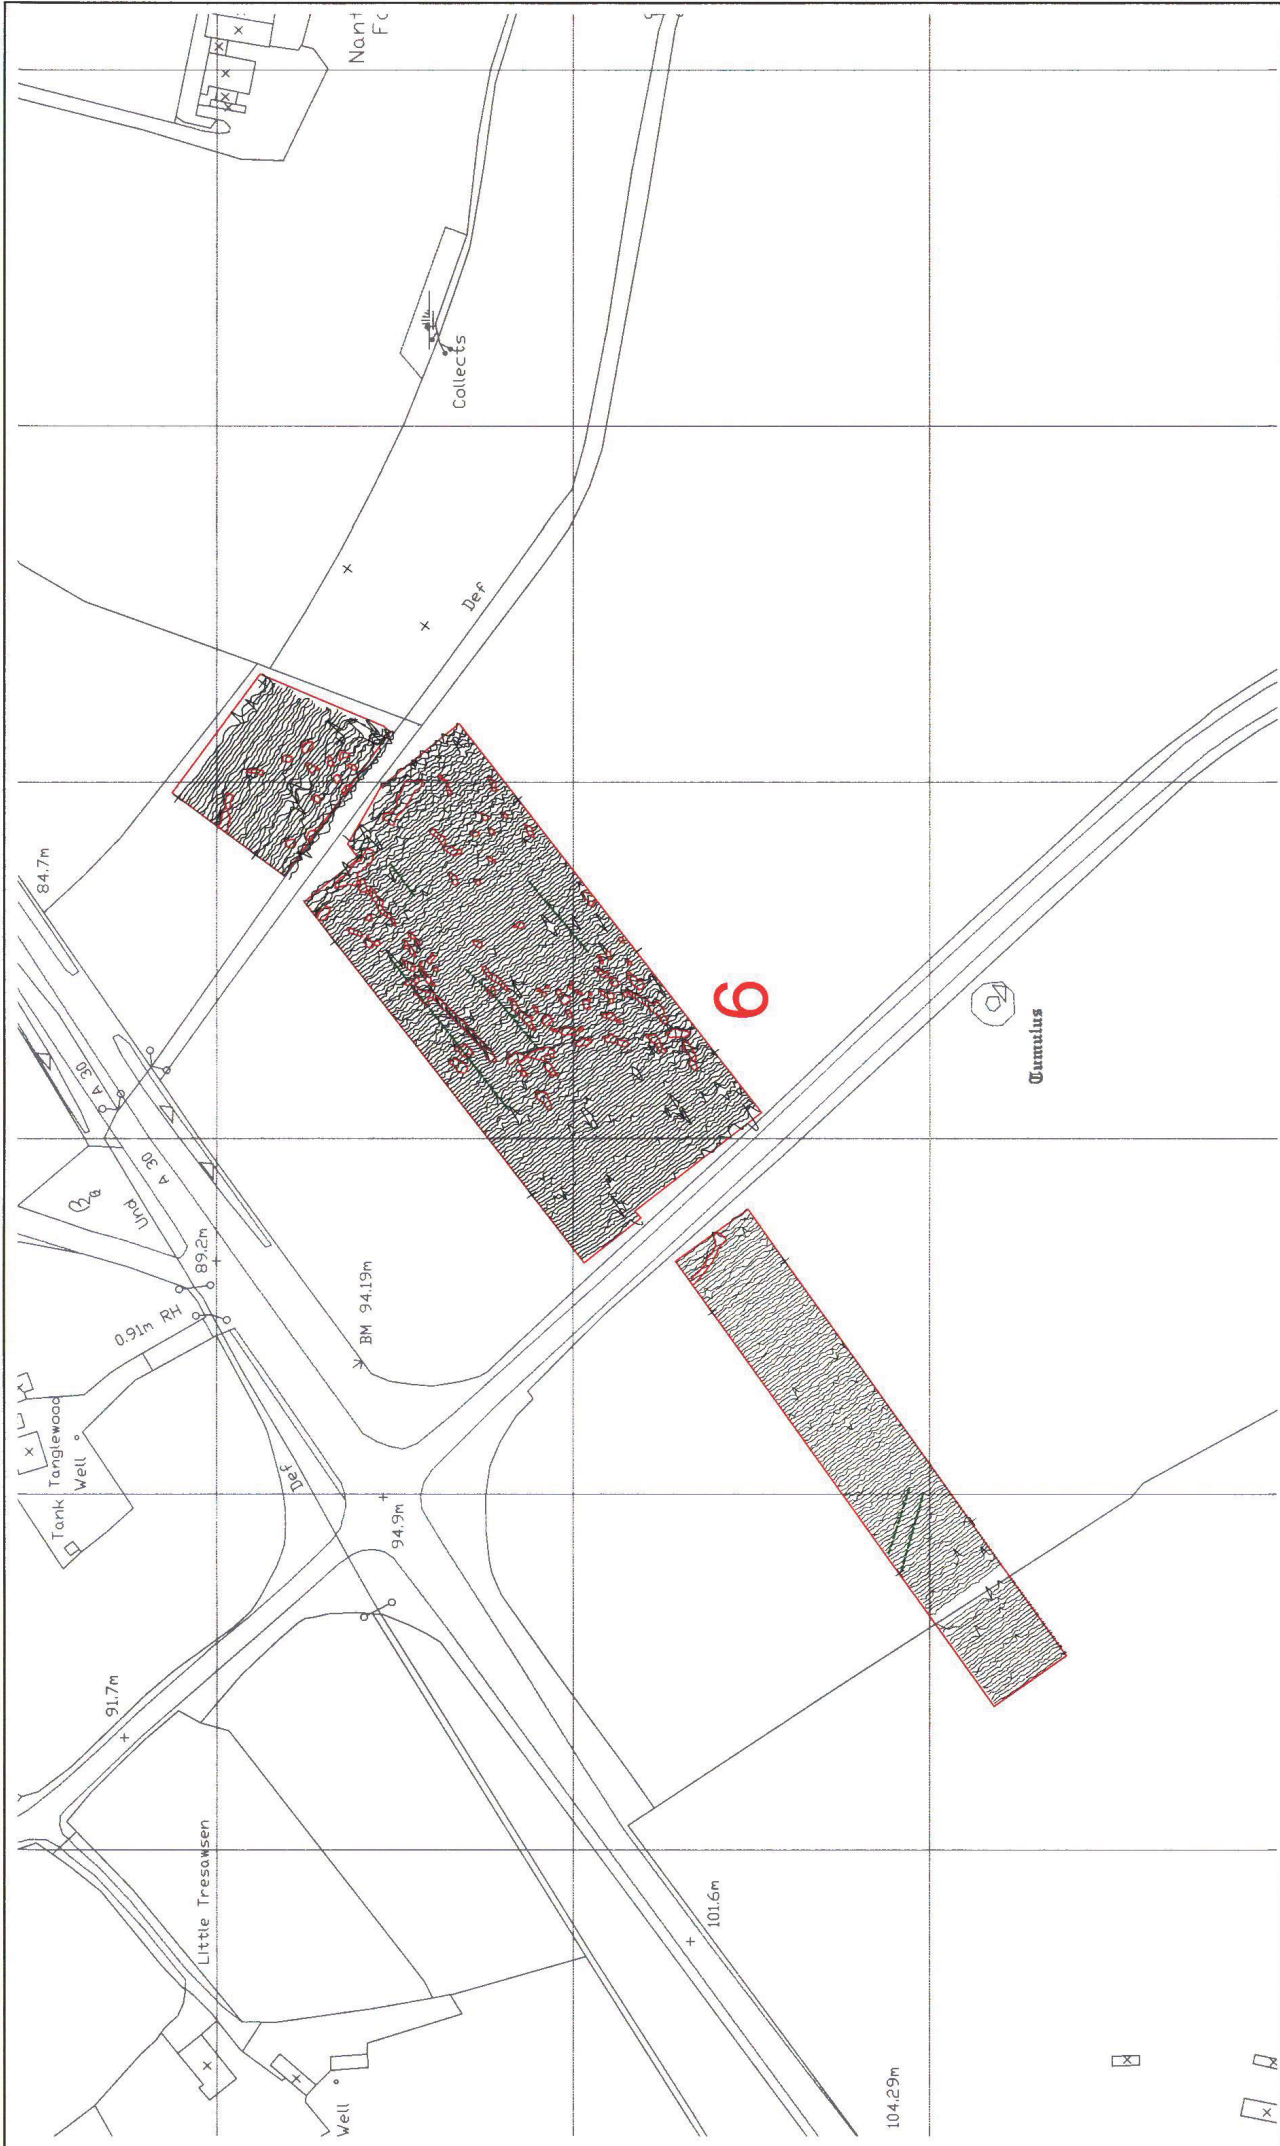 Nant
Collects
Def
84.7m
A 30
A 30
Und
89.2m
0.91m RH
BM 94.19m
Tank
Tanglewood
Well
Def
94.9m
91.7m
Little Tresawsen
Well
101.6m
104.29m
6
Tumulus